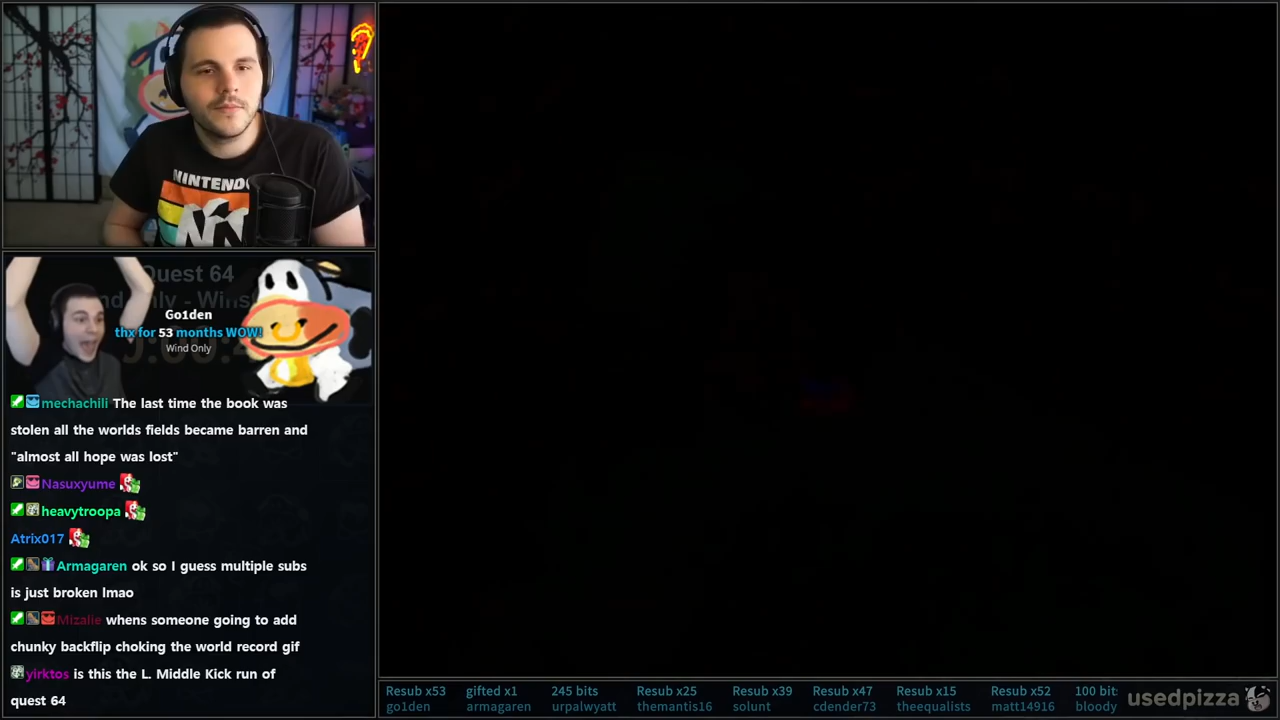 NINTENDO
Quest 64
Go1den
thx for 53 months WOW!
Wind Only
mechachili The last time the book was
stolen all the worlds fields became barren and
"almost all hope was lost"
Nasuxyume
heavytroopa
Atrix017
Armagaren ok so I guess multiple subs
is just broken lmao
Mizalie whens someone going to add
chunky backflip choking the world record gif
yirktos is this the L. Middle Kick run of
quest 64
Resub x53 gifted x1 245 bits Resub x25 Resub x39 Resub x47 Resub x15 Resub x52 100 bit
go1den armagaren urpalwyatt themantis16 solunt cdender73 theequalists matt14916 bloody
usedpizza